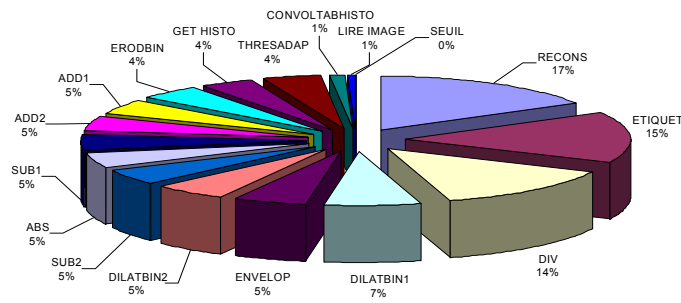 CONVOLTABHISTO
1%
LIRE IMAGE
1%
SEUIL
0%
GET HISTO
4%
THRESADAP
4%
RECONS
17%
ERODBIN
4%
ADD1
5%
ETIQUET
15%
ADD2
5%
SUB1
5%
ABS
5%
SUB2
5%
DILATBIN2
5%
ENVELOP
5%
DILATBIN1
7%
DIV
14%